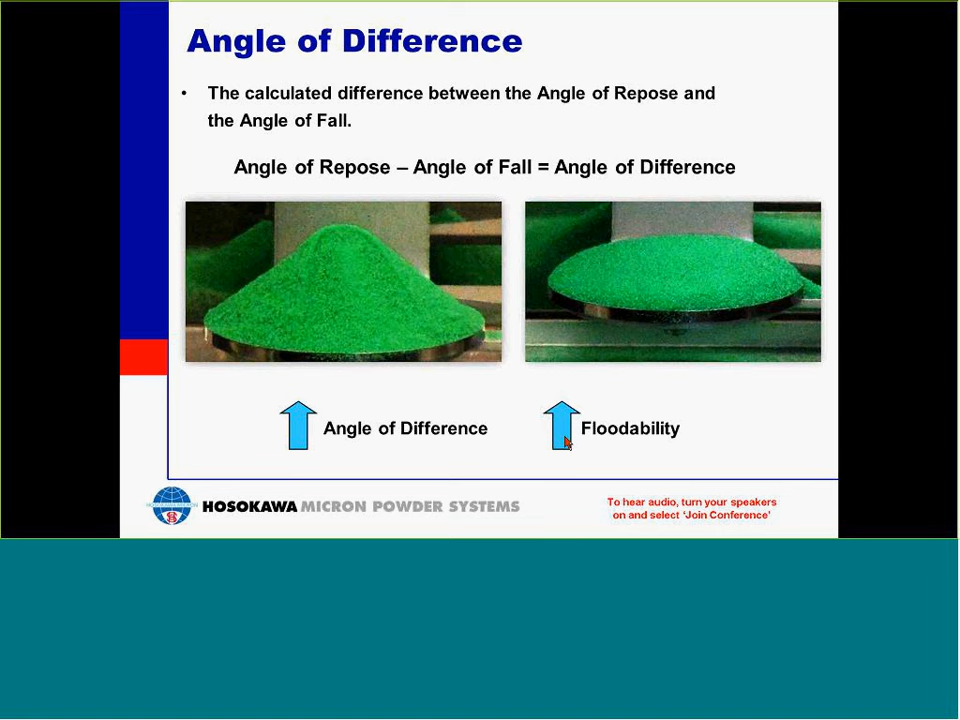 Angle of Difference
• The calculated difference between the Angle of Repose and
the Angle of Fall.
Angle of Repose – Angle of Fall = Angle of Difference
Angle of Difference
Floodability
HOSOKAWA MICRON POWDER SYSTEMS
To hear audio, turn your speakers
on and select ‘Join Conference’